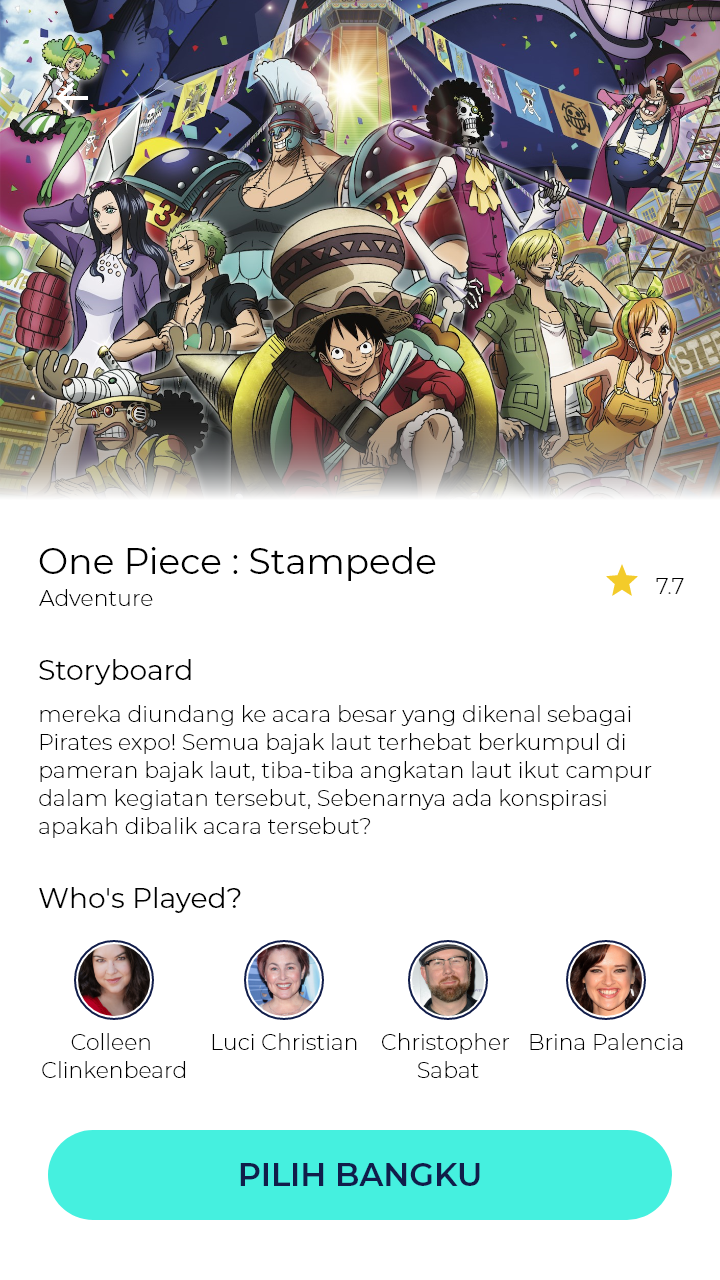 One Piece : Stampede
Adventure
7.7
Storyboard
mereka diundang ke acara besar yang dikenal sebagai
Pirates expo! Semua bajak laut terhebat berkumpul di
pameran bajak laut, tiba-tiba angkatan laut ikut campur
dalam kegiatan tersebut, Sebenarnya ada konspirasi
apakah dibalik acara tersebut?
Who's Played?
Colleen
Clinkenbeard
Luci Christian
Christopher
Sabat
Brina Palencia
PILIH BANGKU